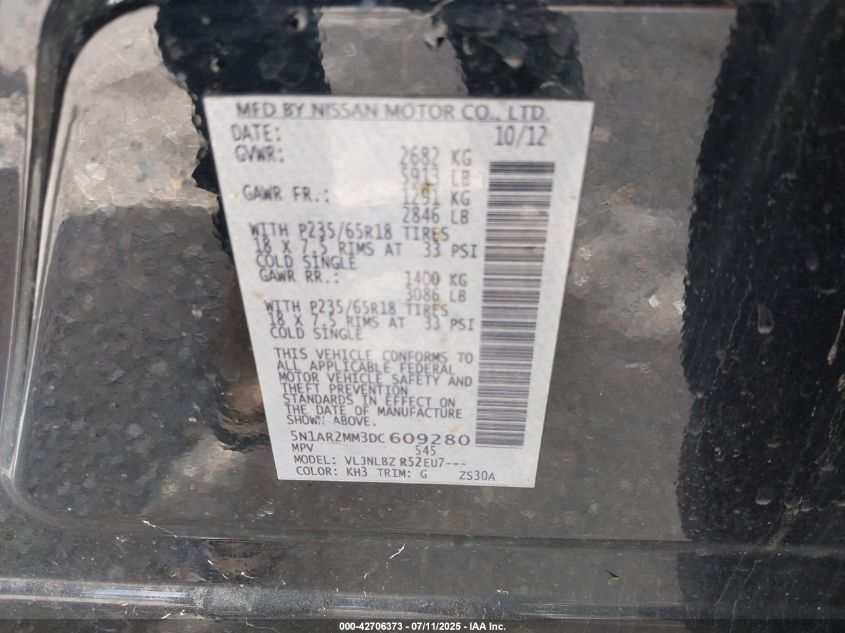 MFD BY NISSAN MOTOR CO., LTD.
DATE: 10/12
GVWR: 2682 KG
5913 LB
GAWR FR.: 1291 KG
2846 LB
WITH P235/65R18 TIRES
18 X 7.5 RIMS AT 33 PSI
COLD SINGLE
GAWR RR.: 1400 KG
3086 LB
WITH P235/65R18 TIRES
18 X 7.5 RIMS AT 33 PSI
COLD SINGLE
THIS VEHICLE CONFORMS TO
ALL APPLICABLE FEDERAL
MOTOR VEHICLE SAFETY AND
THEFT PREVENTION
STANDARDS IN EFFECT ON
THE DATE OF MANUFACTURE
SHOWN ABOVE.
5N1AR2MM3DC609280
MPV 545
MODEL: VLJNLBZ R52EU7---
COLOR: KH3 TRIM: G ZS30A
000-42706373 - 07/11/2025 - IAA Inc.